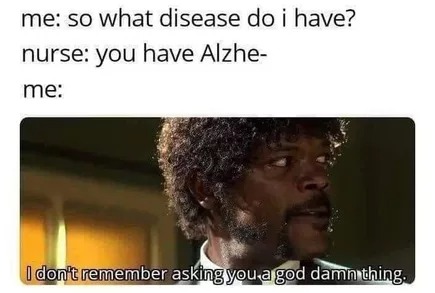 me: so what disease do i have?
nurse: you have Alzhe-
me:
I don't remember asking you a god damn thing.